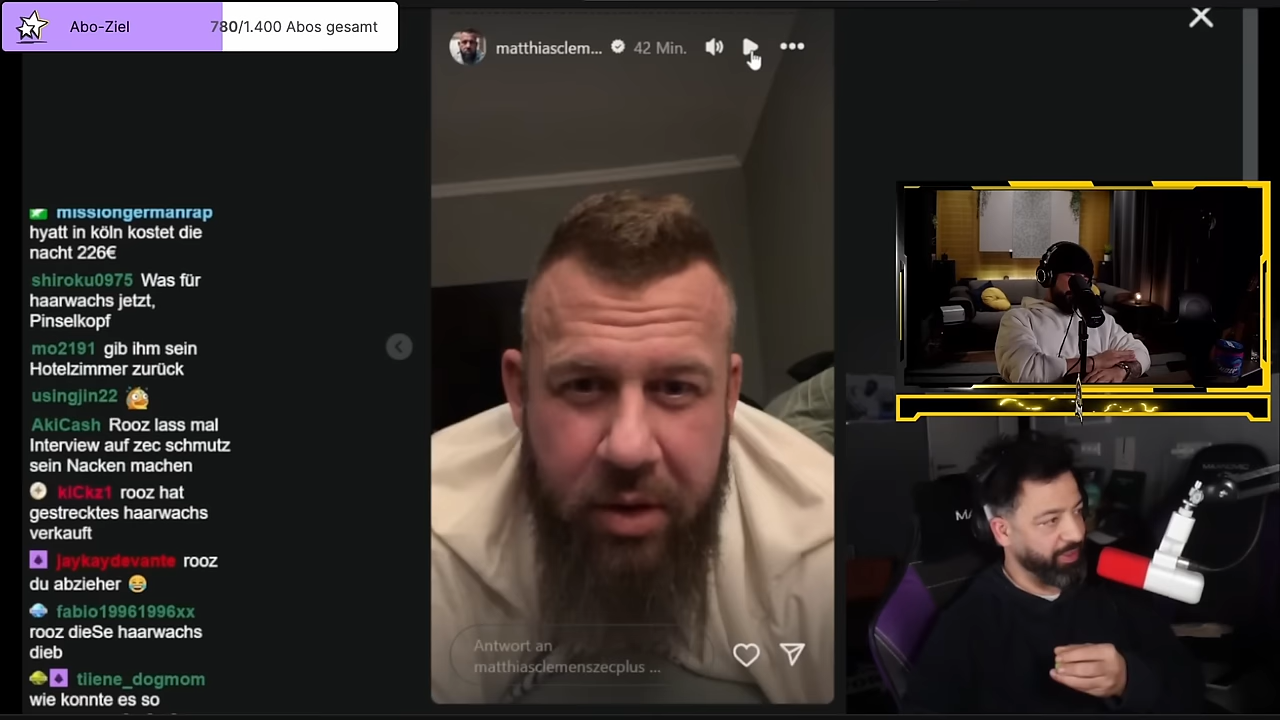 Abo-Ziel
780/1.400 Abos gesamt
matthiasclem...
42 Min.
missiongermanrap
hyatt in köln kostet die
nacht 226€
shiroku0975 Was für
haarwachs jetzt,
Pinselkopf
mo2191 gib ihm sein
Hotelzimmer zurück
usingjin22
AkiCash Rooz lass mal
Interview auf zec schmutz
sein Nacken machen
kiCkz1 rooz hat
gestrecktes haarwachs
verkauft
jaykaydevante rooz
du abzieher
fabio19961996xx
rooz dieSe haarwachs
dieb
tiiene_dogmom
wie konnte es so
Antwort an
matthiasclemenszecplus ...